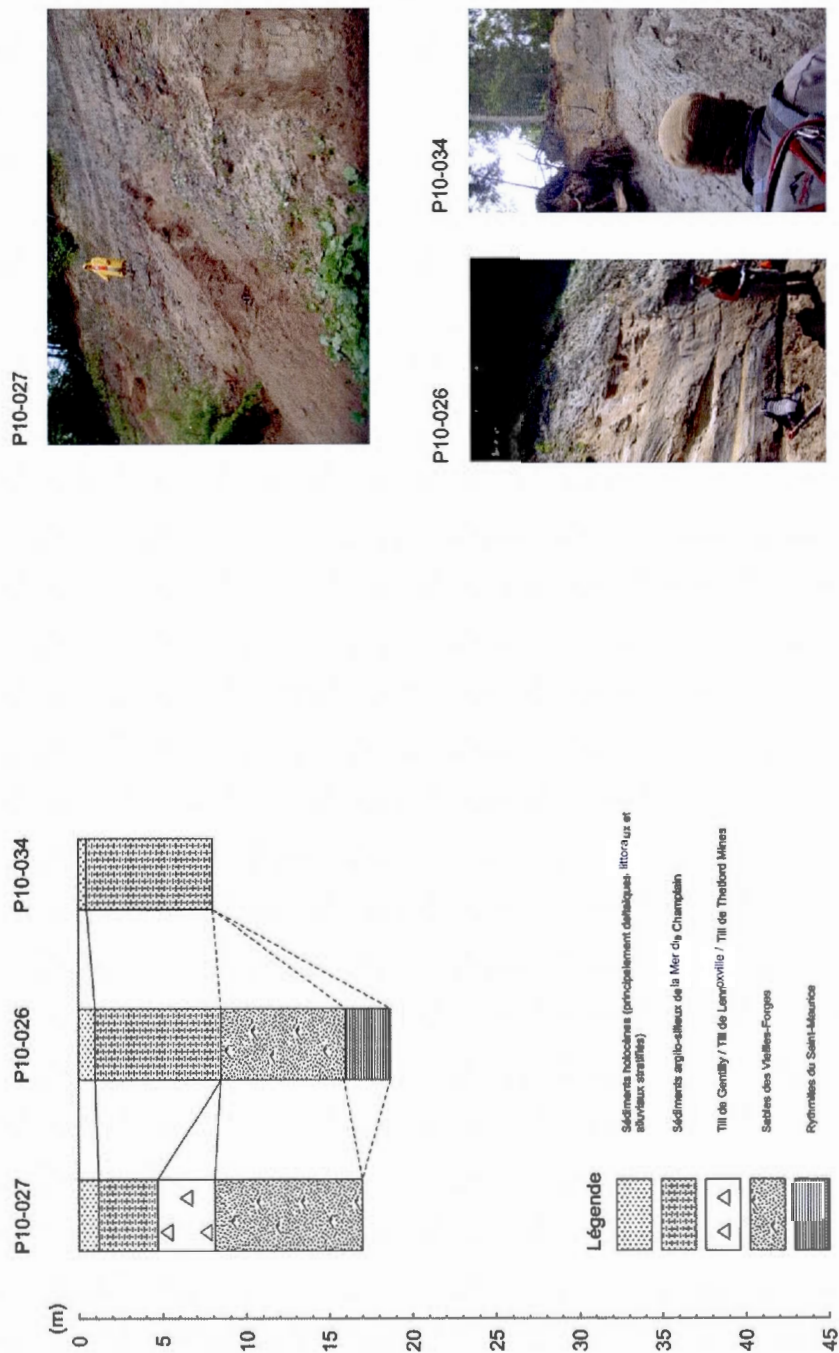 P10-027
P10-026
P10-034
(m)
0
5
10
15
20
25
30
35
40
45
Légende
Sédiments holocènes (principalement deltaïques, littoraux et
alluviaux stratifiés)
Sédiments argilo-silteux de la Mer de Champlain
Till de Gentilly / Till de Lennoxville / Till de Thetford Mines
Sables des Vieilles-Forges
Rythmites du Saint-Maurice
P10-027
P10-026
P10-034